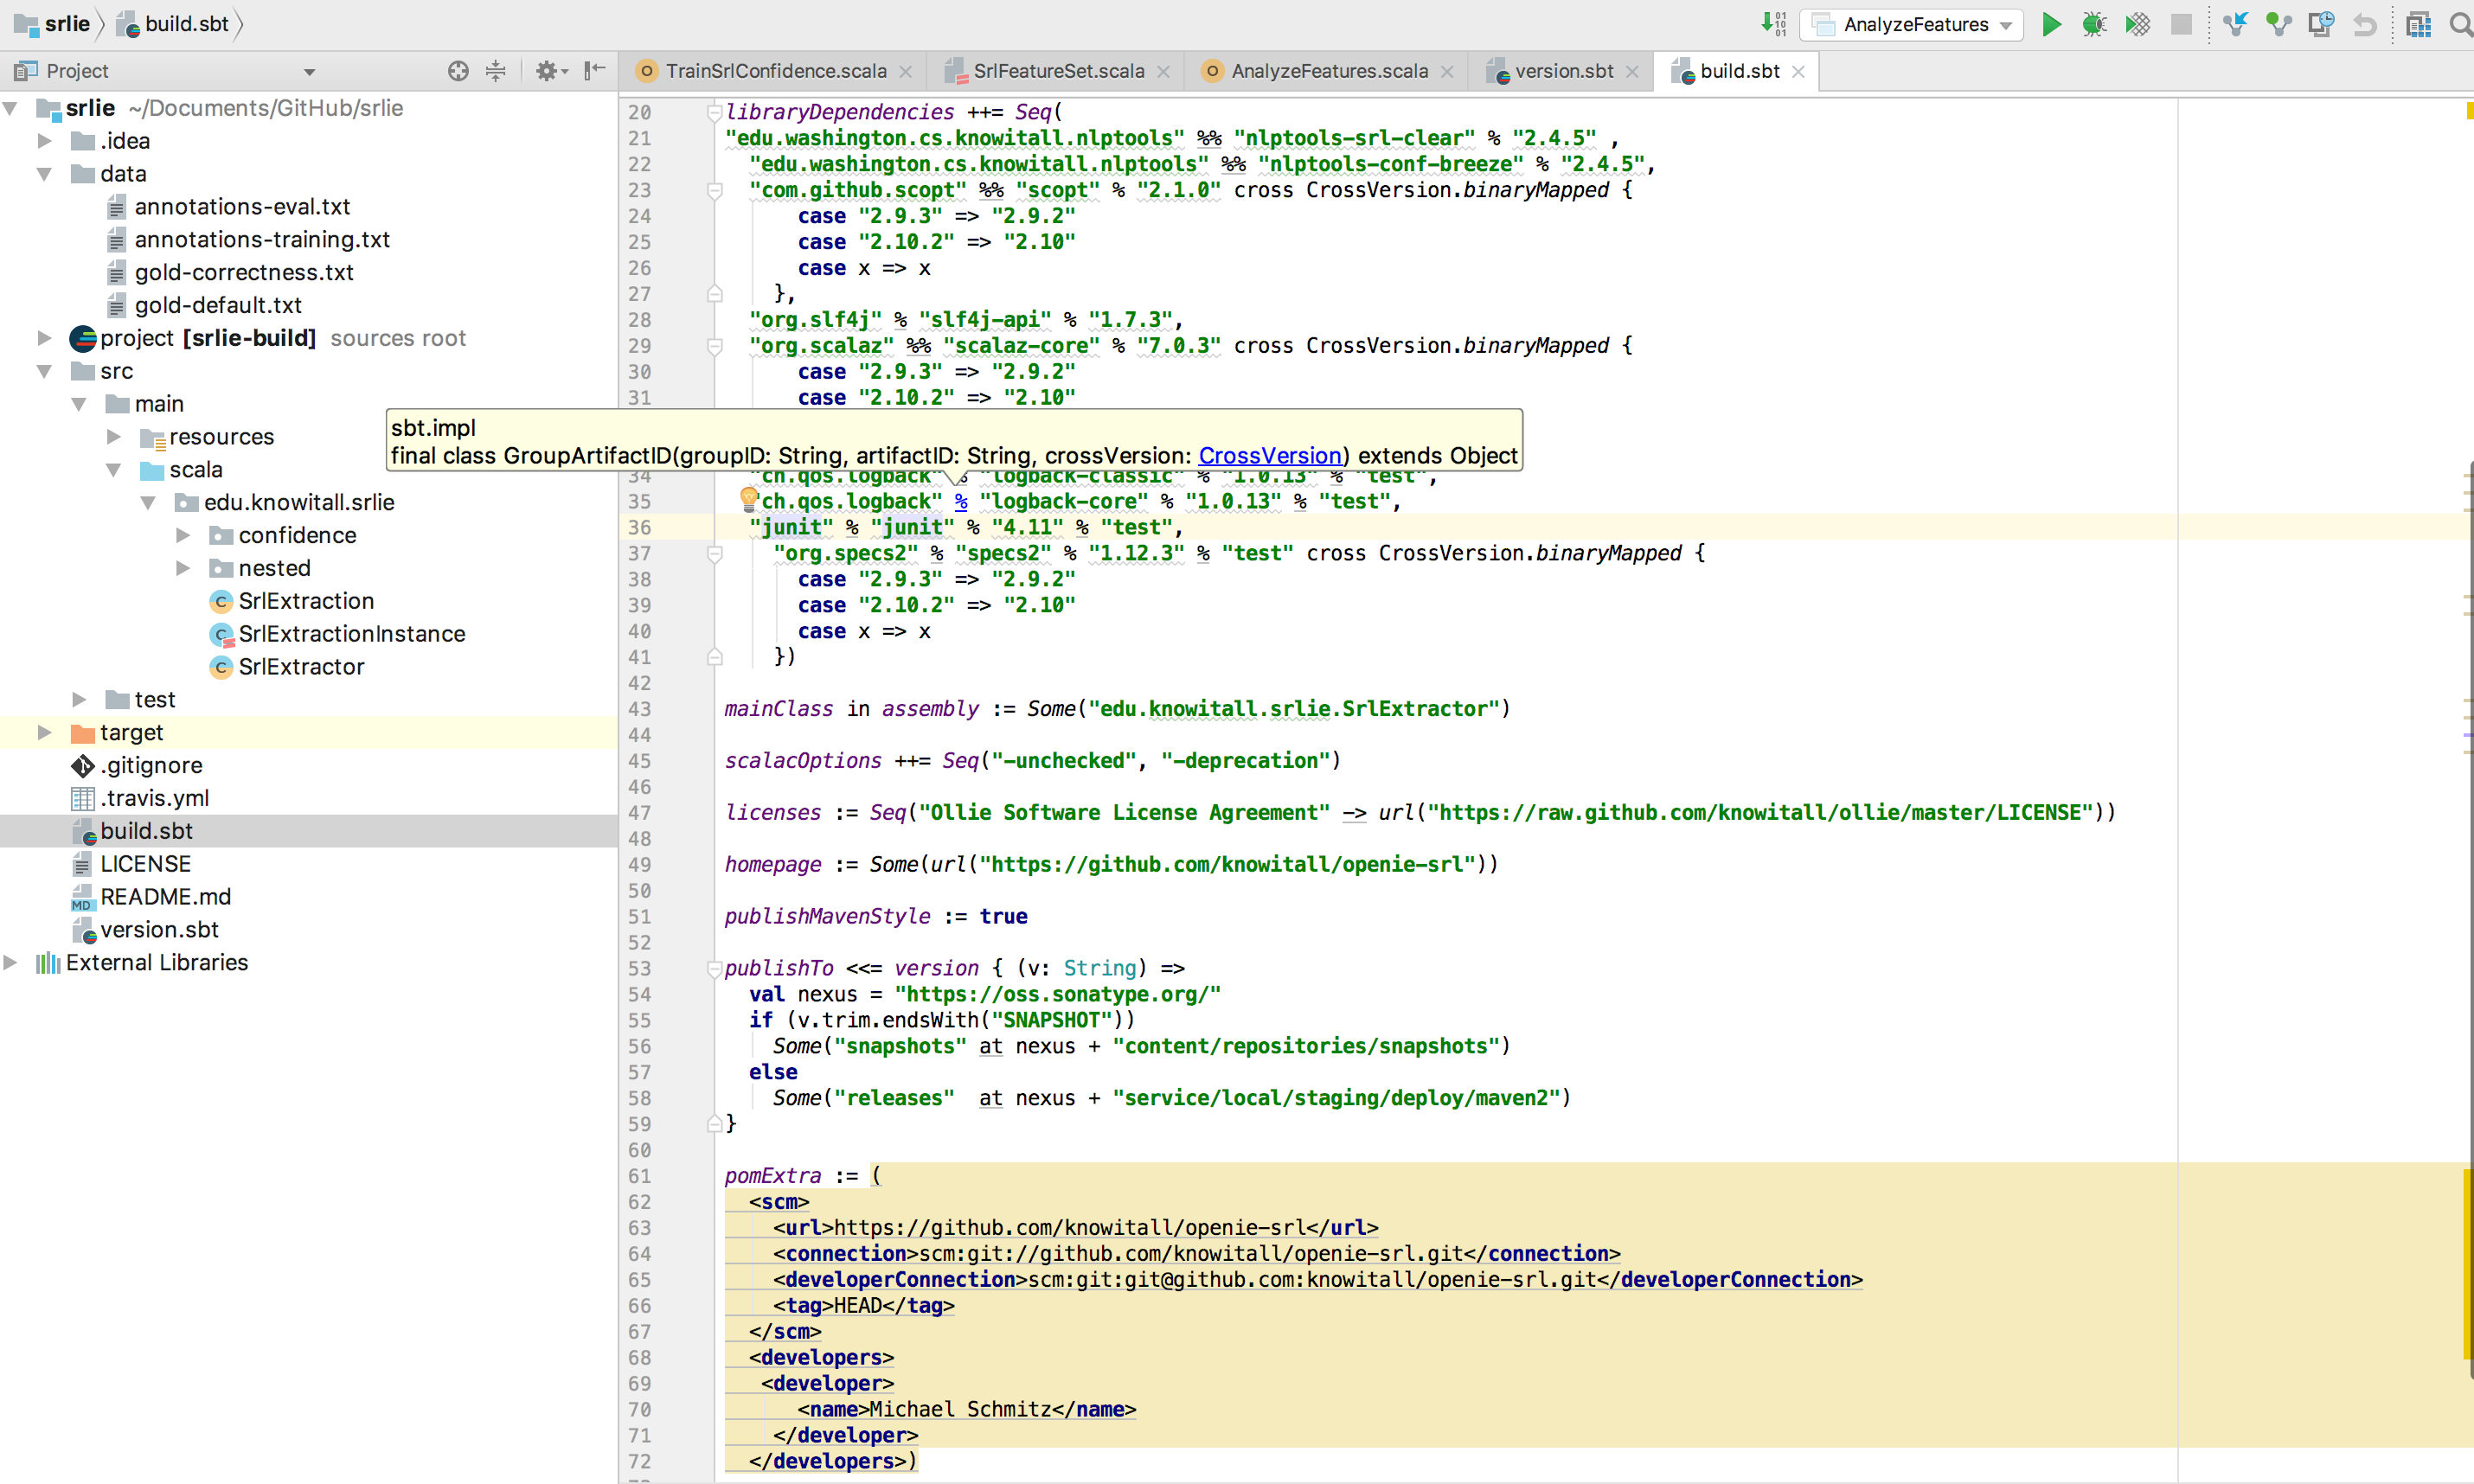 srlie
build.sbt
AnalyzeFeatures
Project
TrainSrlConfidence.scala
SrlFeatureSet.scala
AnalyzeFeatures.scala
version.sbt
build.sbt
srlie ~/Documents/GitHub/srlie
.idea
data
annotations-eval.txt
annotations-training.txt
gold-correctness.txt
gold-default.txt
project [srlie-build] sources root
src
main
resources
scala
edu.knowitall.srlie
confidence
nested
SrlExtraction
SrlExtractionInstance
SrlExtractor
test
target
.gitignore
.travis.yml
build.sbt
LICENSE
README.md
version.sbt
External Libraries
20 libraryDependencies ++= Seq(
21 "edu.washington.cs.knowitall.nlptools" %% "nlptools-srl-clear" % "2.4.5" ,
22 "edu.washington.cs.knowitall.nlptools" %% "nlptools-conf-breeze" % "2.4.5",
23 "com.github.scopt" %% "scopt" % "2.1.0" cross CrossVersion.binaryMapped {
24 case "2.9.3" => "2.9.2"
25 case "2.10.2" => "2.10"
26 case x => x
27 },
28 "org.slf4j" % "slf4j-api" % "1.7.3",
29 "org.scalaz" %% "scalaz-core" % "7.0.3" cross CrossVersion.binaryMapped {
30 case "2.9.3" => "2.9.2"
31 case "2.10.2" => "2.10"
sbt.impl
final class GroupArtifactID(groupID: String, artifactID: String, crossVersion: CrossVersion) extends Object
34 "ch.qos.logback" % "logback-classic" % "1.0.13" % "test",
35 "ch.qos.logback" % "logback-core" % "1.0.13" % "test",
36 "junit" % "junit" % "4.11" % "test",
37 "org.specs2" % "specs2" % "1.12.3" % "test" cross CrossVersion.binaryMapped {
38 case "2.9.3" => "2.9.2"
39 case "2.10.2" => "2.10"
40 case x => x
41 })
42
43 mainClass in assembly := Some("edu.knowitall.srlie.SrlExtractor")
44
45 scalacOptions ++= Seq("-unchecked", "-deprecation")
46
47 licenses := Seq("Ollie Software License Agreement" -> url("https://raw.github.com/knowitall/ollie/master/LICENSE"))
48
49 homepage := Some(url("https://github.com/knowitall/openie-srl"))
50
51 publishMavenStyle := true
52
53 publishTo <<= version { (v: String) =>
54 val nexus = "https://oss.sonatype.org/"
55 if (v.trim.endsWith("SNAPSHOT"))
56 Some("snapshots" at nexus + "content/repositories/snapshots")
57 else
58 Some("releases" at nexus + "service/local/staging/deploy/maven2")
59 }
60
61 pomExtra := (
62 <scm>
63 <url>https://github.com/knowitall/openie-srl</url>
64 <connection>scm:git://github.com/knowitall/openie-srl.git</connection>
65 <developerConnection>scm:git:git@github.com:knowitall/openie-srl.git</developerConnection>
66 <tag>HEAD</tag>
67 </scm>
68 <developers>
69 <developer>
70 <name>Michael Schmitz</name>
71 </developer>
72 </developers>)